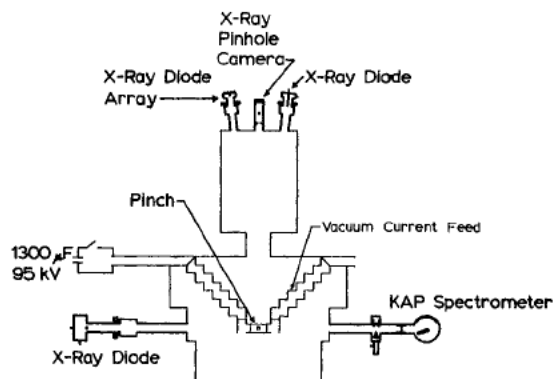 X-Ray
Pinhole
Camera
X-Ray Diode
Array
X-Ray Diode
Pinch
Vacuum Current Feed
1300 μF
95 kV
KAP Spectrometer
X-Ray Diode